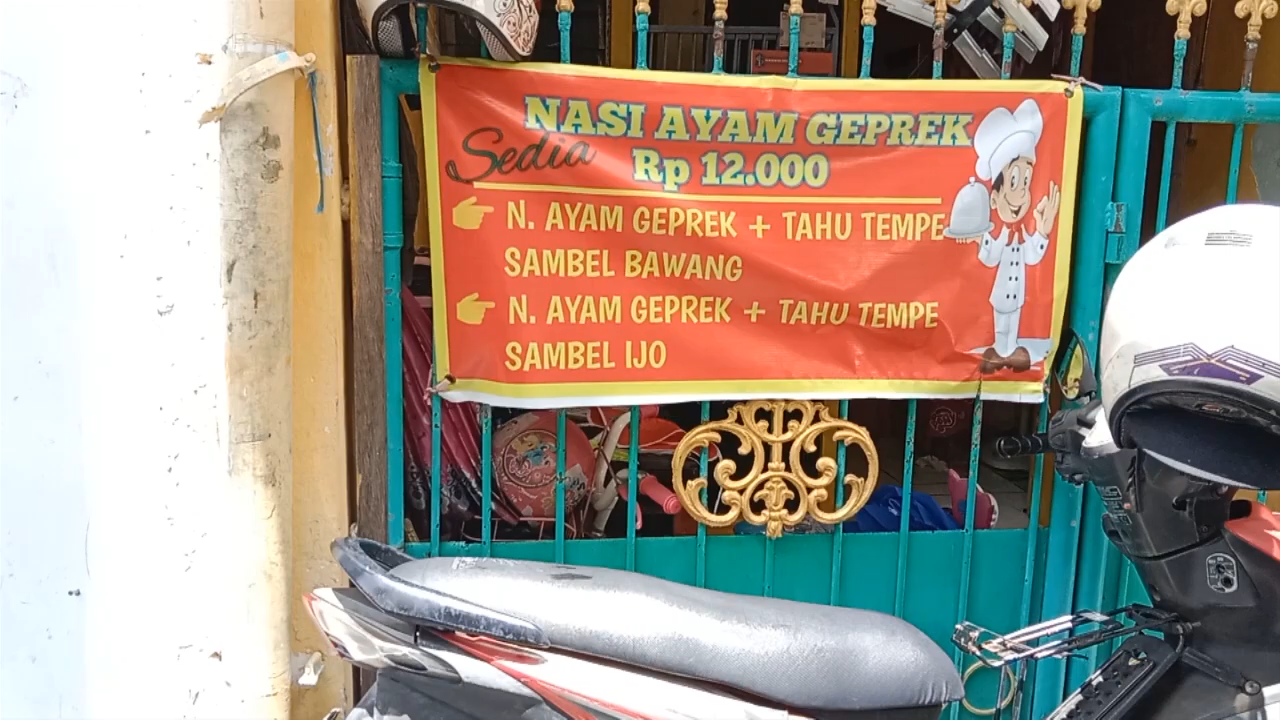 NASI AYAM GEPREK
Sedia Rp 12.000
N. AYAM GEPREK + TAHU TEMPE
SAMBEL BAWANG
N. AYAM GEPREK + TAHU TEMPE
SAMBEL IJO